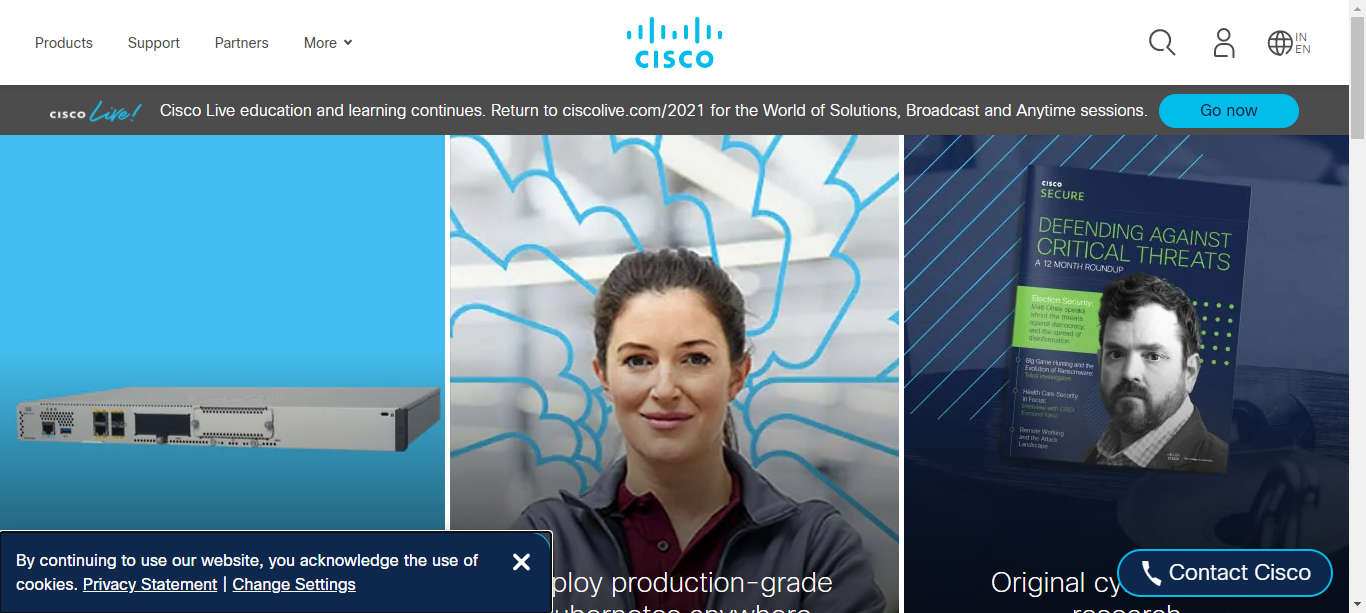 Products
Support
Partners
More
CISCO
IN
EN
CISCO Live!
Cisco Live education and learning continues. Return to ciscolive.com/2021 for the World of Solutions, Broadcast and Anytime sessions.
Go now
CISCO
SECURE
DEFENDING AGAINST
CRITICAL THREATS
A 12 MONTH ROUNDUP
Election Security:
Matt Olney speaks
about the threats
against democracy,
and the spread of
disinformation
Big Game Hunting and the
Evolution of Ransomware:
Talos investigates
Health Care Security
in Focus:
Interview with CISO
Remote Working
and the Attack
Landscape
By continuing to use our website, you acknowledge the use of
cookies. Privacy Statement | Change Settings
ploy production-grade
ubernetes anywhere
Original cy
research
Contact Cisco